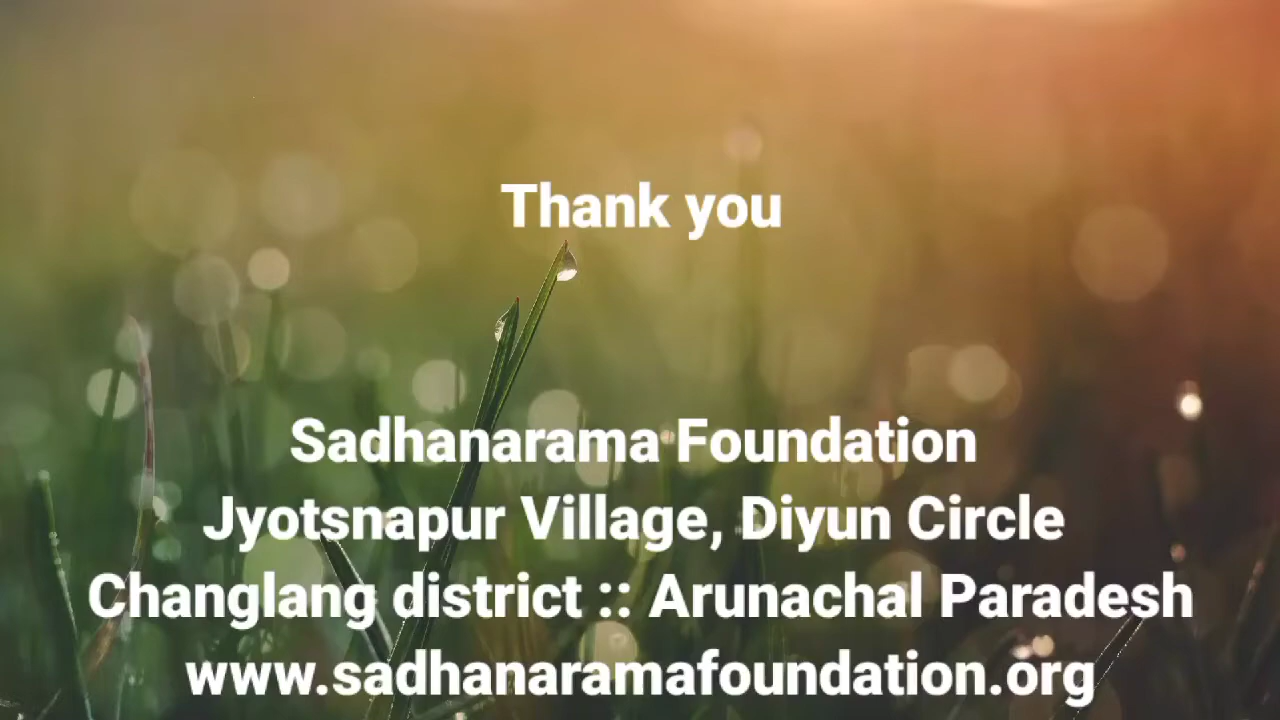 Thank you
Sadhanarama Foundation
Jyotsnapur Village, Diyun Circle
Changlang district :: Arunachal Paradesh
www.sadhanaramafoundation.org